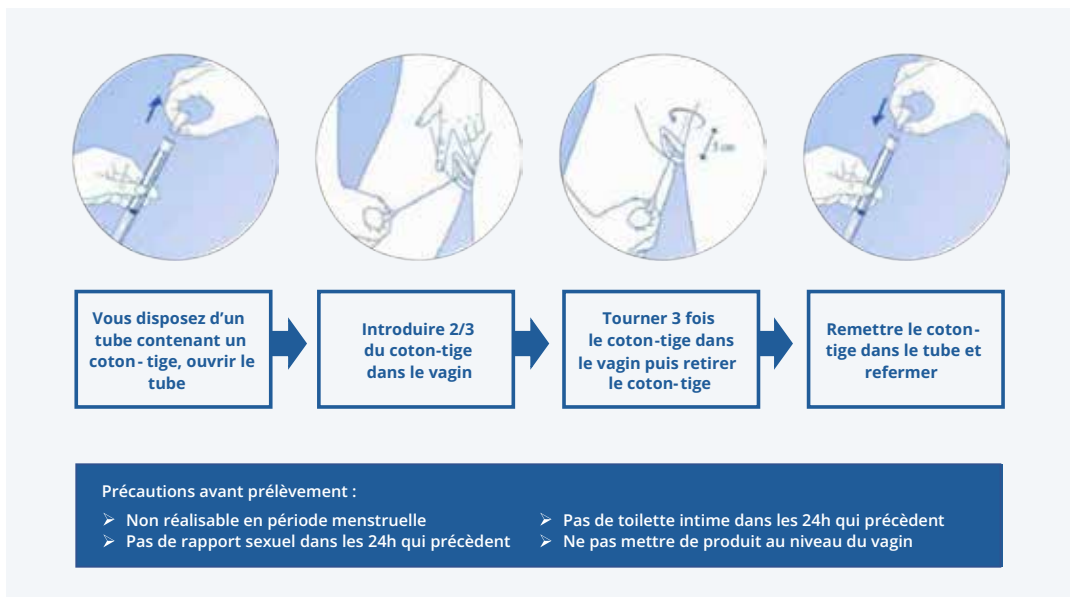 3 cm
Vous disposez d’un
tube contenant un
coton-tige, ouvrir le
tube
Introduire 2/3
du coton-tige
dans le vagin
Tourner 3 fois
le coton-tige dans
le vagin puis retirer
le coton-tige
Remettre le coton-
tige dans le tube et
refermer
Précautions avant prélèvement :
➢ Non réalisable en période menstruelle
➢ Pas de rapport sexuel dans les 24h qui précèdent
➢ Pas de toilette intime dans les 24h qui précèdent
➢ Ne pas mettre de produit au niveau du vagin